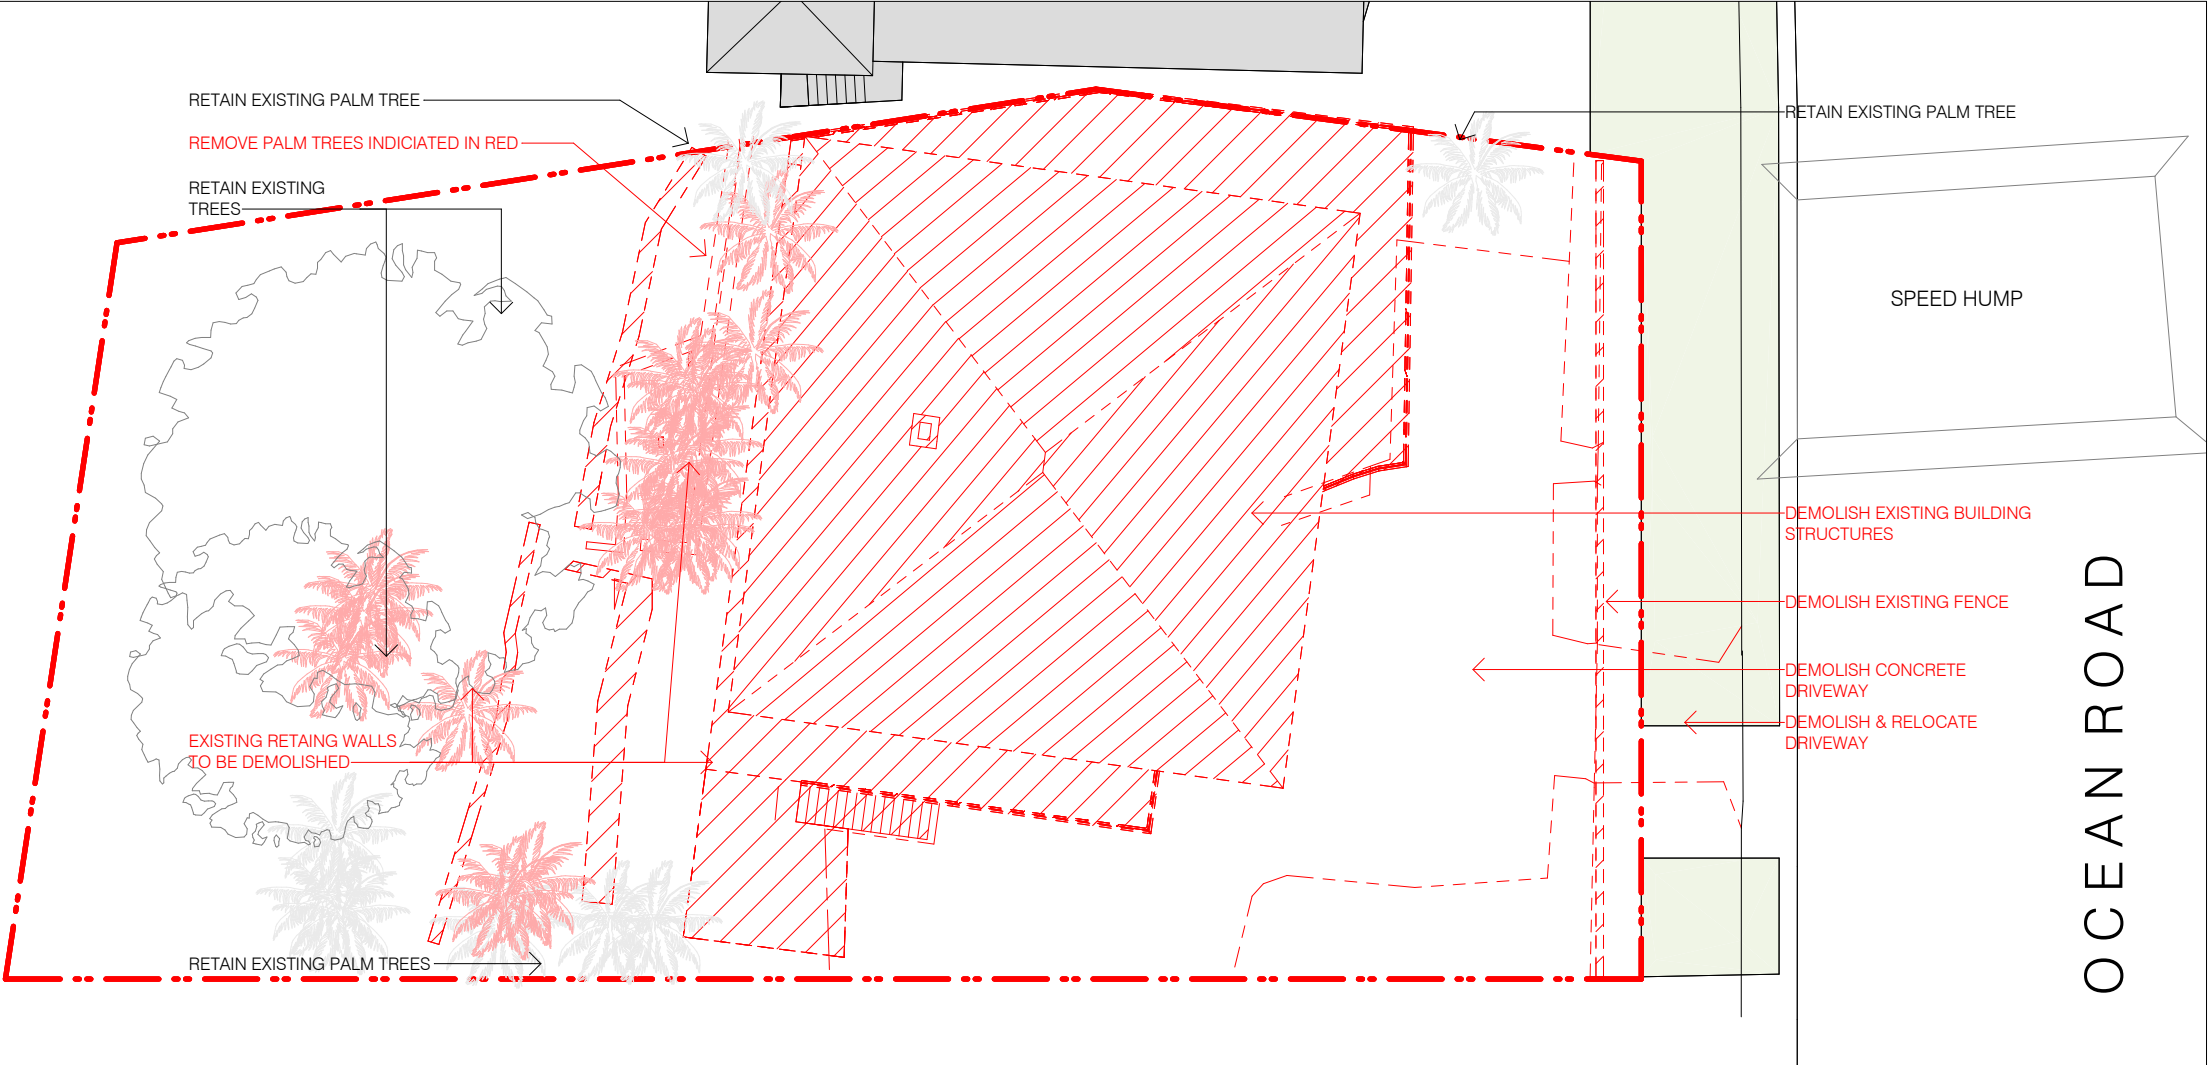 RETAIN EXISTING PALM TREE
REMOVE PALM TREES INDICIATED IN RED
RETAIN EXISTING
TREES
RETAIN EXISTING PALM TREE
SPEED HUMP
DEMOLISH EXISTING BUILDING
STRUCTURES
DEMOLISH EXISTING FENCE
DEMOLISH CONCRETE
DRIVEWAY
DEMOLISH & RELOCATE
DRIVEWAY
OCEAN ROAD
EXISTING RETAING WALLS
TO BE DEMOLISHED
RETAIN EXISTING PALM TREES